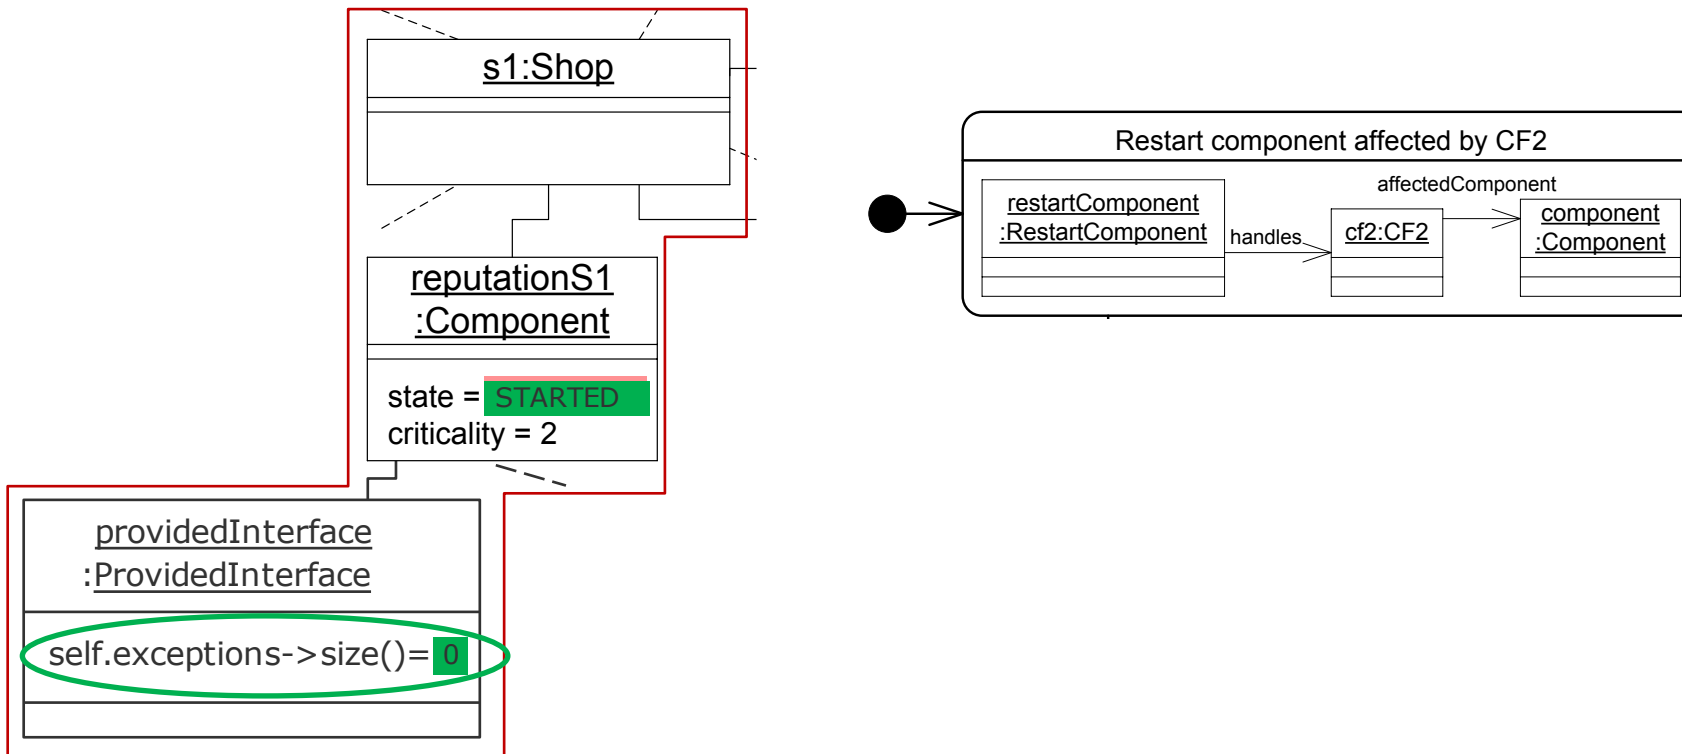 s1:Shop
reputationS1
:Component
state = STARTED
criticality = 2
providedInterface
:ProvidedInterface
self.exceptions->size()= 0
Restart component affected by CF2
restartComponent
:RestartComponent
handles
cf2:CF2
affectedComponent
component
:Component